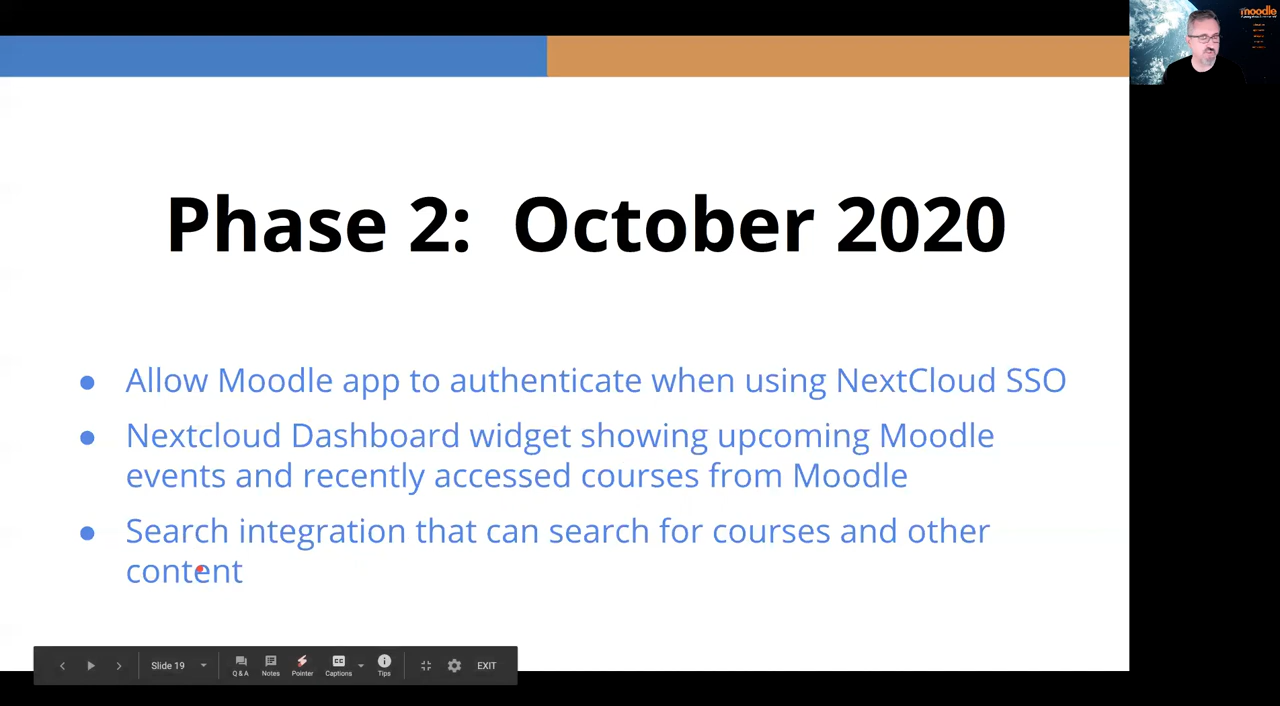 moodle
Phase 2:  October 2020
● Allow Moodle app to authenticate when using NextCloud SSO
● Nextcloud Dashboard widget showing upcoming Moodle
events and recently accessed courses from Moodle
● Search integration that can search for courses and other
content
Slide 19
Q & A
Notes
Pointer
CC
Captions
Tips
EXIT